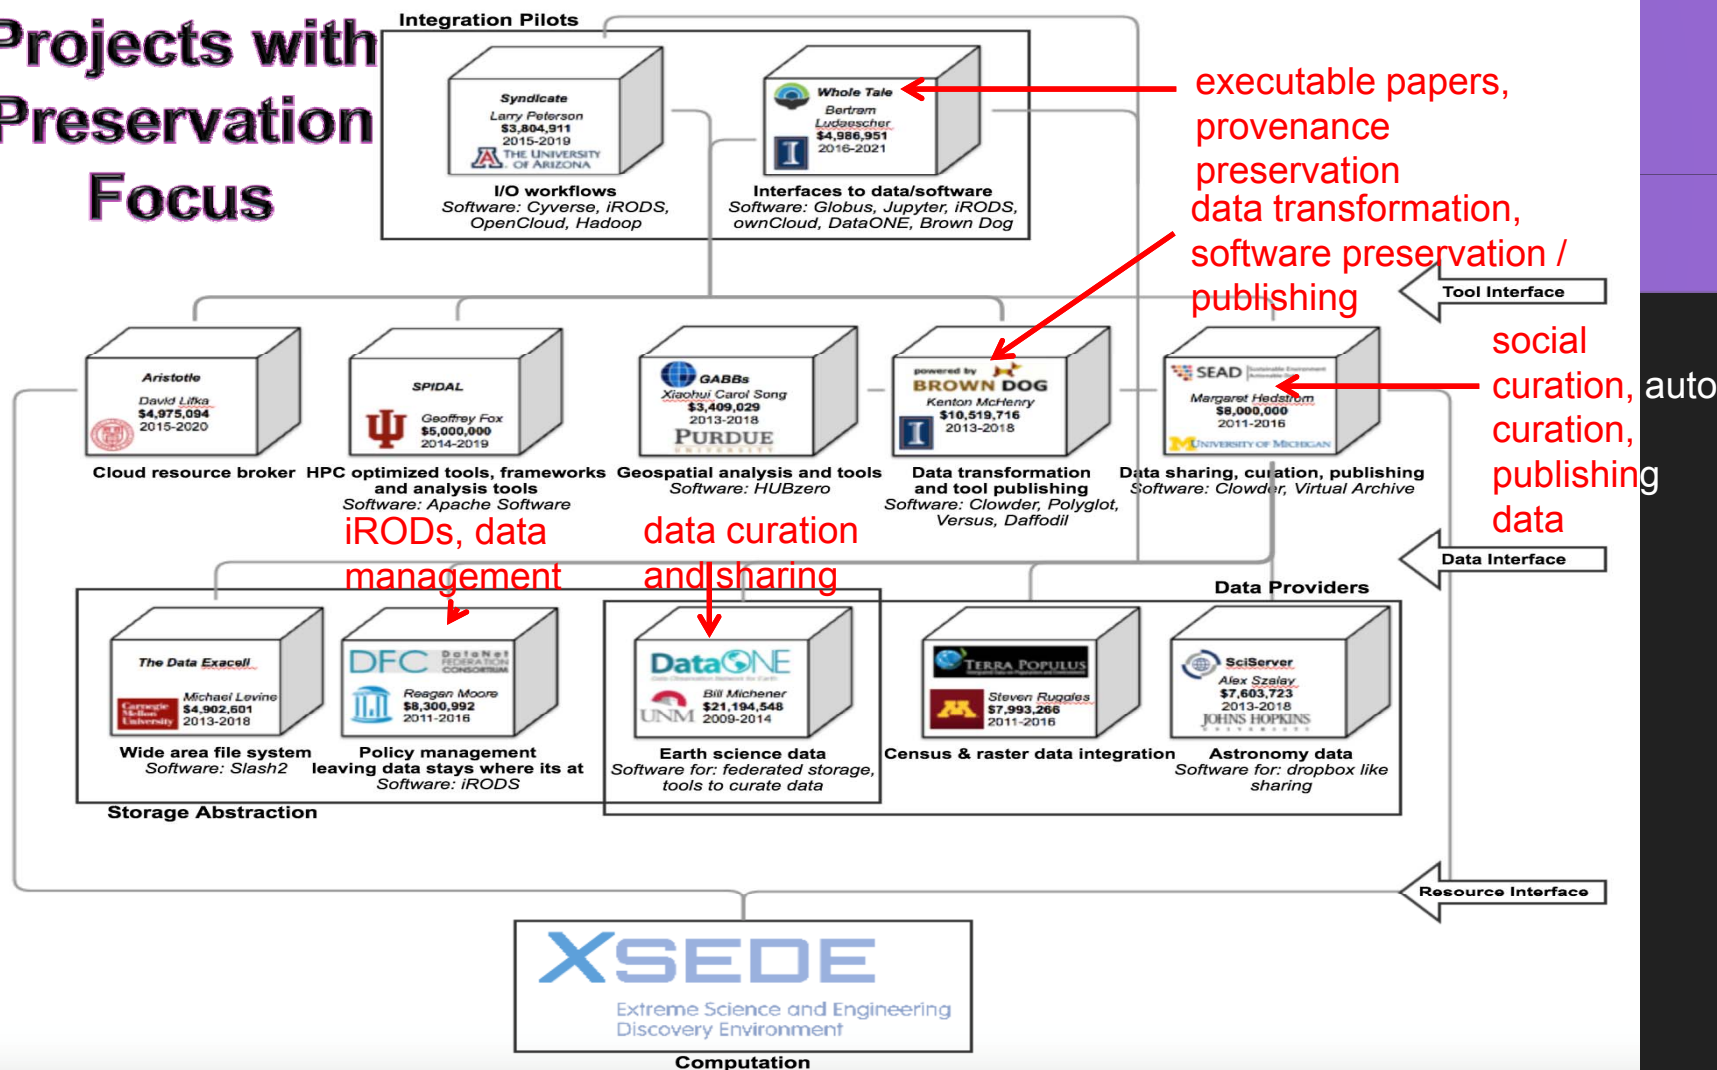 Projects with
Preservation
Focus
Integration Pilots
Syndicate
Larry Peterson
$3,804,911
2015-2019
THE UNIVERSITY
OF ARIZONA
I/O workflows
Software: Cyverse, iRODS,
OpenCloud, Hadoop
Whole Tale
Bertram
Ludaescher
$4,986,951
2016-2021
Interfaces to data/software
Software: Globus, Jupyter, iRODS,
ownCloud, DataONE, Brown Dog
executable papers,
provenance
preservation
data transformation,
software preservation /
publishing
Tool Interface
Aristotle
David Lifka
$4,975,094
2015-2020
Cloud resource broker
SPIDAL
Geoffrey Fox
$5,000,000
2014-2019
HPC optimized tools, frameworks
and analysis tools
Software: Apache Software
GABBs
Xiaohui Carol Song
$3,409,029
2013-2018
PURDUE
UNIVERSITY
Geospatial analysis and tools
Software: HUBzero
powered by
BROWN DOG
Kenton McHenry
$10,519,716
2013-2018
Data transformation
and tool publishing
Software: Clowder, Polyglot,
Versus, Daffodil
SEAD
Margaret Hedstrom
$8,000,000
2011-2016
UNIVERSITY OF MICHIGAN
Data sharing, curation, publishing
Software: Clowder, Virtual Archive
social
curation, auto
curation,
publishing
data
iRODs, data
management
data curation
and sharing
Data Interface
Data Providers
The Data Exacell
Michael Levine
$4,902,601
2013-2018
Carnegie
Mellon
University
Wide area file system
Software: Slash2
DFC
DataNet
FEDERATION
CONSORTIUM
Reagan Moore
$8,300,992
2011-2016
Policy management
leaving data stays where its at
Software: iRODS
DataONE
Data Observation Network for Earth
UNM
Bill Michener
$21,194,548
2009-2014
Earth science data
Software for: federated storage,
tools to curate data
TERRA POPULUS
Steven Ruggles
$7,993,266
2011-2016
Census & raster data integration
SciServer
Alex Szalay
$7,603,723
2013-2018
JOHNS HOPKINS
UNIVERSITY
Astronomy data
Software for: dropbox like
sharing
Storage Abstraction
Resource Interface
XSEDE
Extreme Science and Engineering
Discovery Environment
Computation